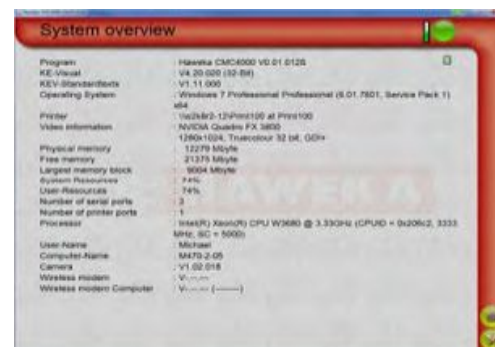 System overview
Program : Haweka CMC4000 V0.01.0128
KE-Visual : V4.20.020 (32-Bit)
KEV-Standardtexts : V1.11.000
Operating System : Windows 7 Professional Professional (6.01.7601, Service Pack 1)
x64
Printer : \Print100 at Print100
Video information : NVIDIA Quadro FX 3800
1280x1024, Truecolour 32 bit, GDI+
Physical memory : 12279 Mbyte
Free memory : 21375 Mbyte
Largest memory block : 9004 Mbyte
System Resources : 74%
User-Resources : 74%
Number of serial ports : 3
Number of printer ports : 1
Processor : Intel(R) Xeon(R) CPU W3680 @ 3.33GHz (CPUID = 0x206c2, 3333
MHz, SC = 5000)
User-Name : Michael
Computer-Name : M470-2-05
Camera : V1.02.018
Wireless modem : V-.--.---
Wireless modem Computer : V-.--.--- (-------)
HAWEKA